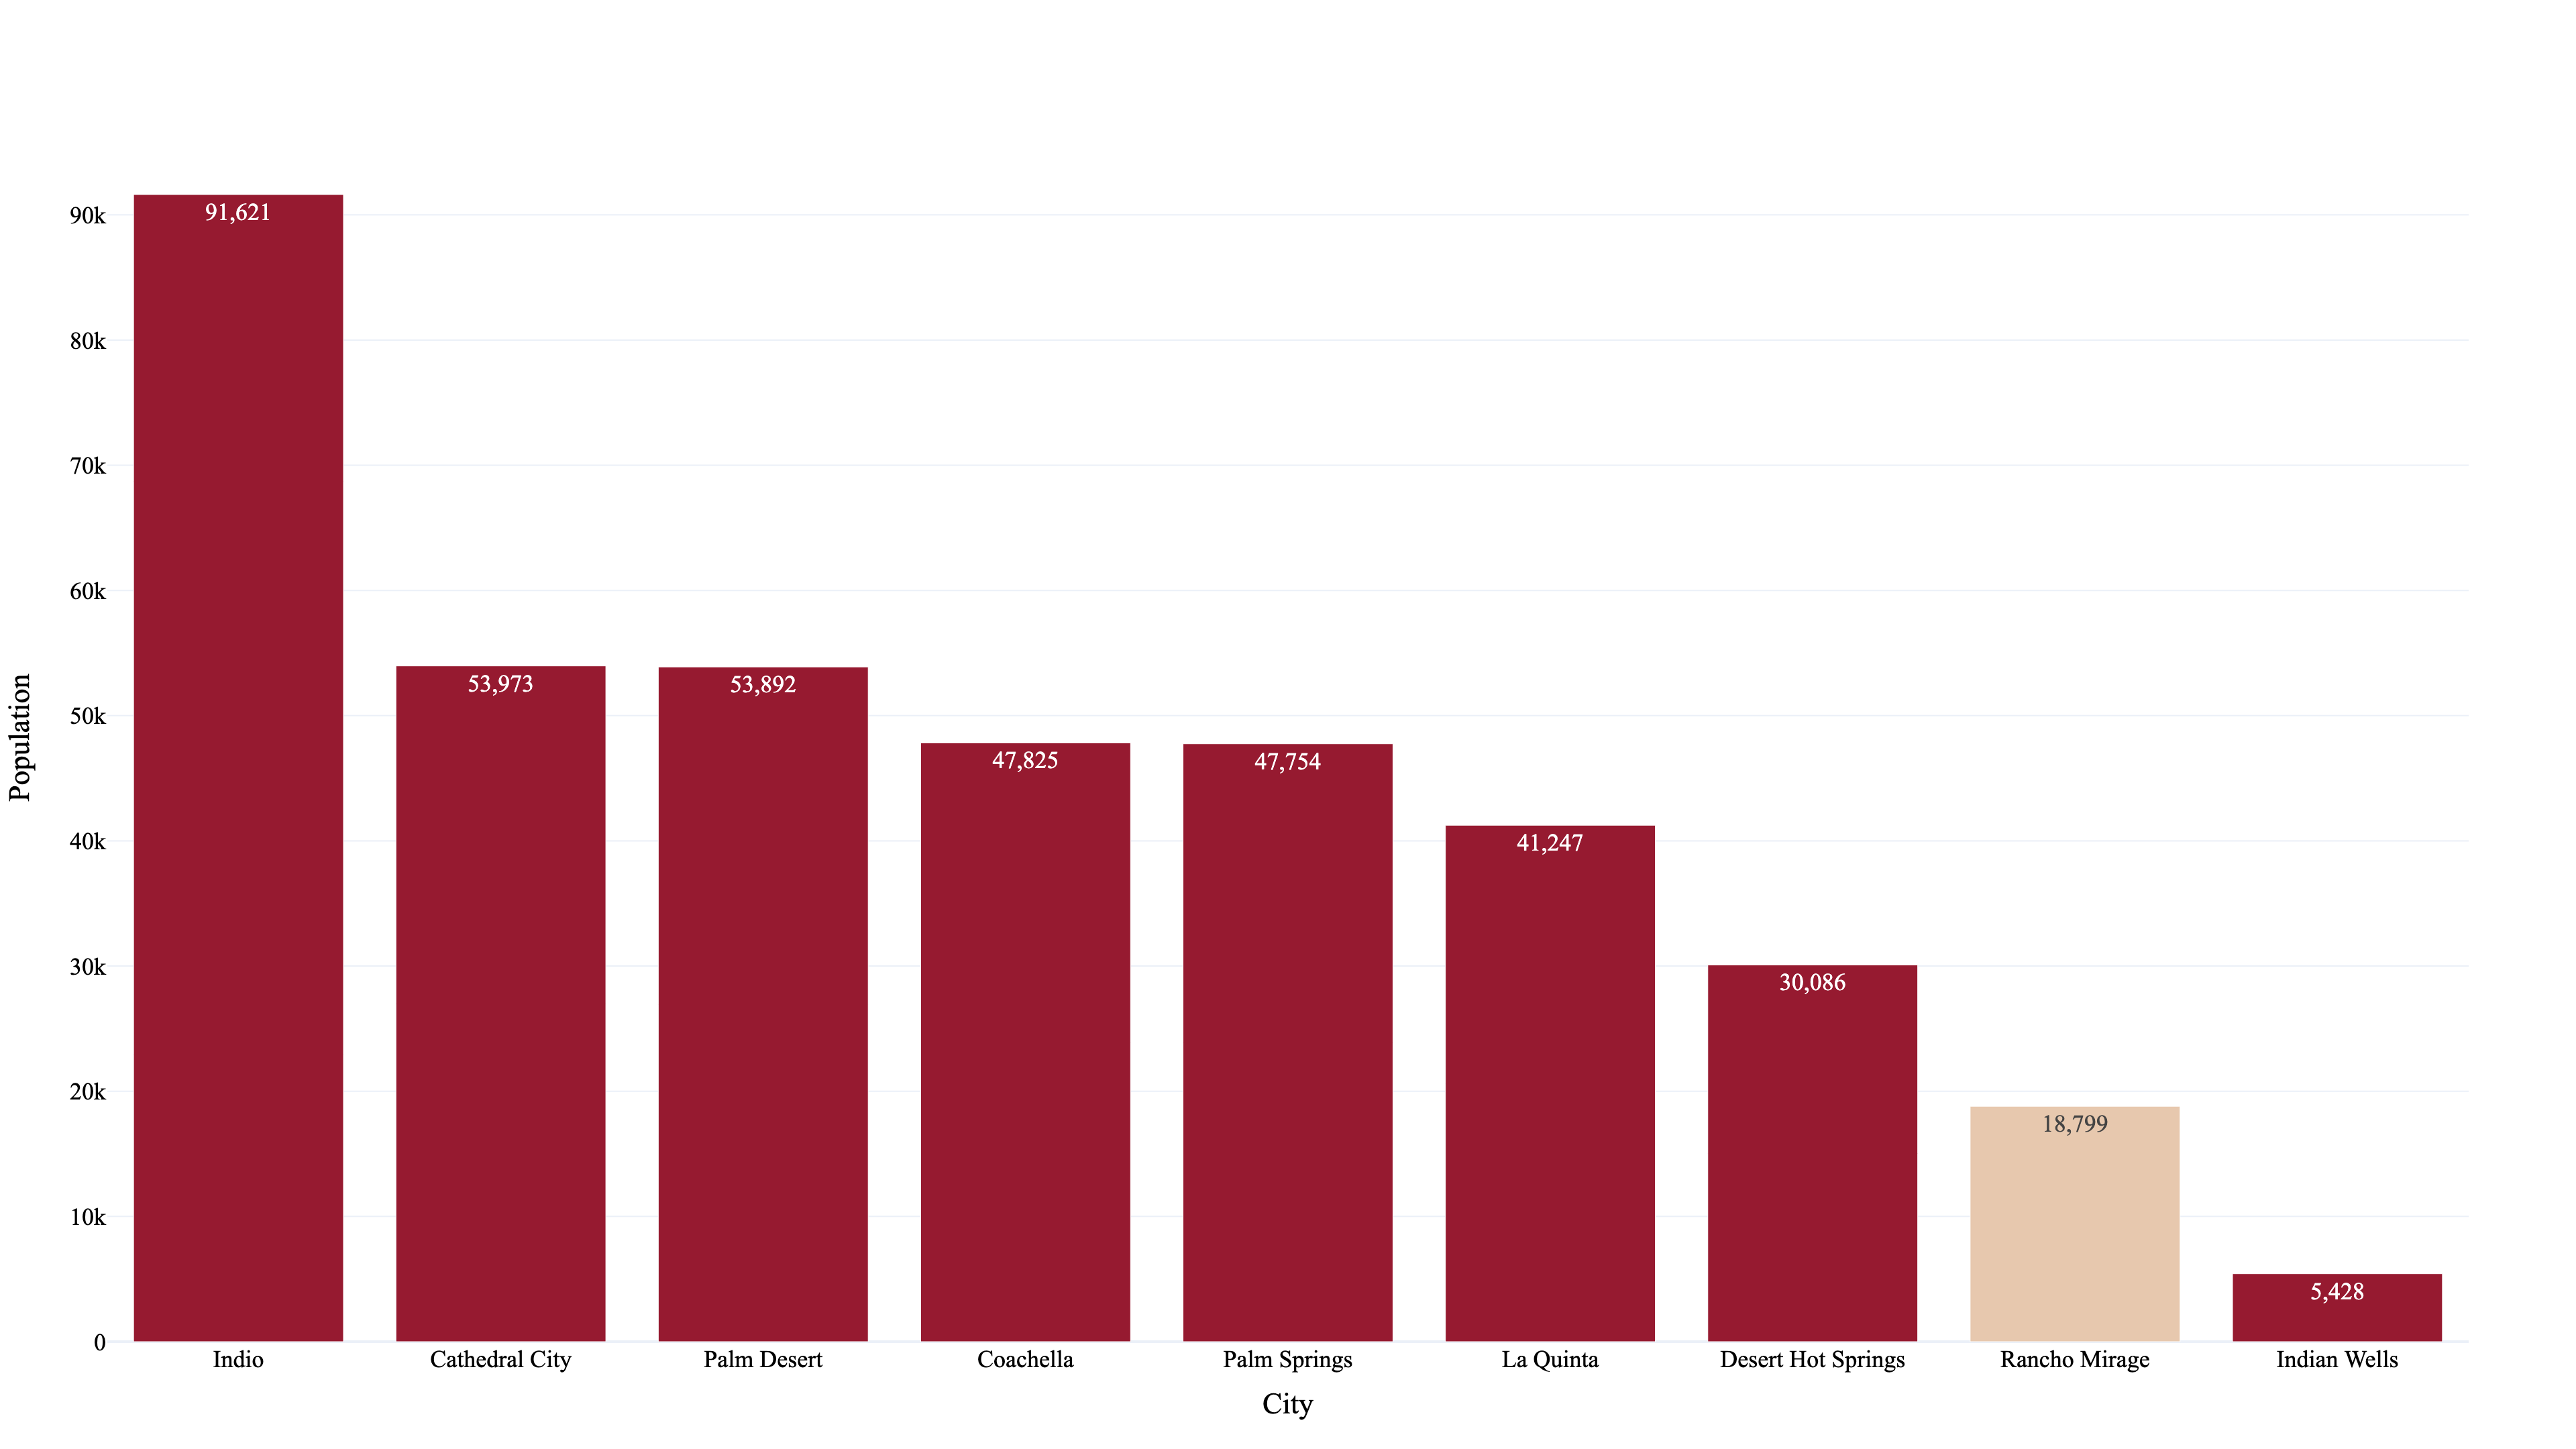 90k
80k
70k
60k
50k
40k
30k
20k
10k
0
Population
91,621
53,973
53,892
47,825
47,754
41,247
30,086
18,799
5,428
Indio
Cathedral City
Palm Desert
Coachella
Palm Springs
La Quinta
Desert Hot Springs
Rancho Mirage
Indian Wells
City